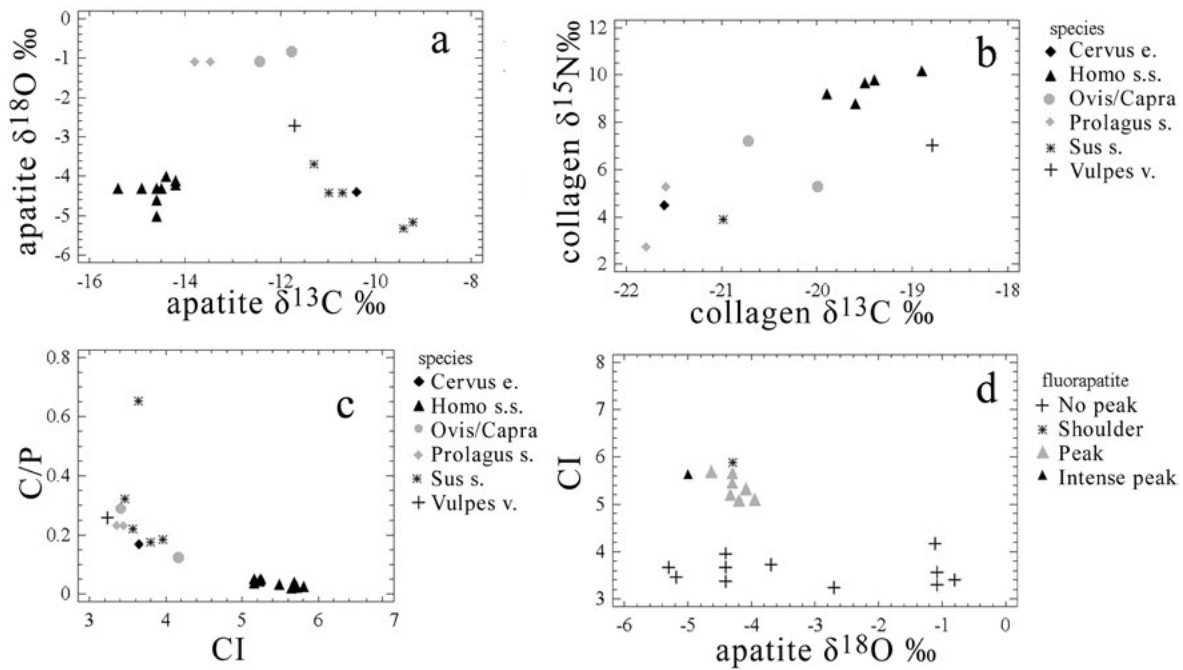 a
0
-1
-2
-3
-4
-5
-6
apatite δ18O ‰
-16
-14
-12
-10
-8
apatite δ13C ‰
b
12
10
8
6
4
2
collagen δ15N‰
-22
-21
-20
-19
-18
collagen δ13C ‰
species
Cervus e.
Homo s.s.
Ovis/Capra
Prolagus s.
Sus s.
Vulpes v.
c
0.8
0.6
0.4
0.2
0
C/P
3
4
5
6
7
CI
species
Cervus e.
Homo s.s.
Ovis/Capra
Prolagus s.
Sus s.
Vulpes v.
d
8
7
6
5
4
3
CI
-6
-5
-4
-3
-2
-1
0
apatite δ18O ‰
fluorapatite
No peak
Shoulder
Peak
Intense peak